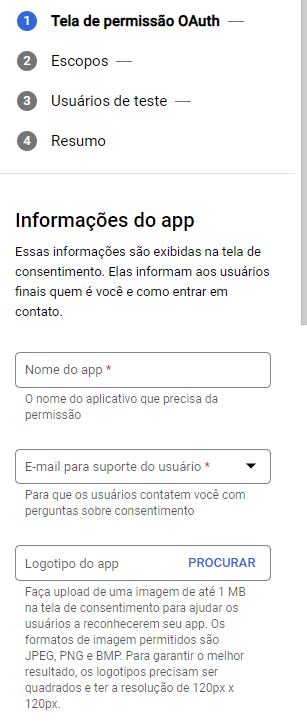 1 Tela de permissão OAuth —
2 Escopos —
3 Usuários de teste —
4 Resumo
Informações do app
Essas informações são exibidas na tela de
consentimento. Elas informam aos usuários
finais quem é você e como entrar em
contato.
Nome do app *
O nome do aplicativo que precisa da
permissão
E-mail para suporte do usuário *
Para que os usuários contatem você com
perguntas sobre consentimento
Logotipo do app PROCURAR
Faça upload de uma imagem de até 1 MB
na tela de consentimento para ajudar os
usuários a reconhecerem seu app. Os
formatos de imagem permitidos são
JPEG, PNG e BMP. Para garantir o melhor
resultado, os logotipos precisam ser
quadrados e ter a resolução de 120px x
120px.